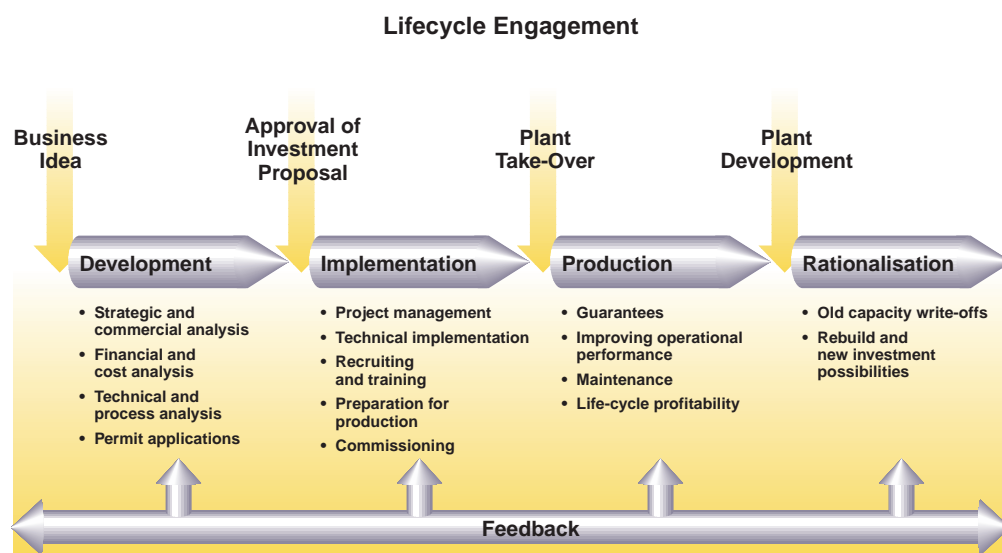 Lifecycle Engagement
Business
Idea
Approval of
Investment
Proposal
Plant
Take-Over
Plant
Development
Development
Implementation
Production
Rationalisation
• Strategic and
commercial analysis
• Financial and
cost analysis
• Technical and
process analysis
• Permit applications
• Project management
• Technical implementation
• Recruiting
and training
• Preparation for
production
• Commissioning
• Guarantees
• Improving operational
performance
• Maintenance
• Life-cycle profitability
• Old capacity write-offs
• Rebuild and
new investment
possibilities
Feedback